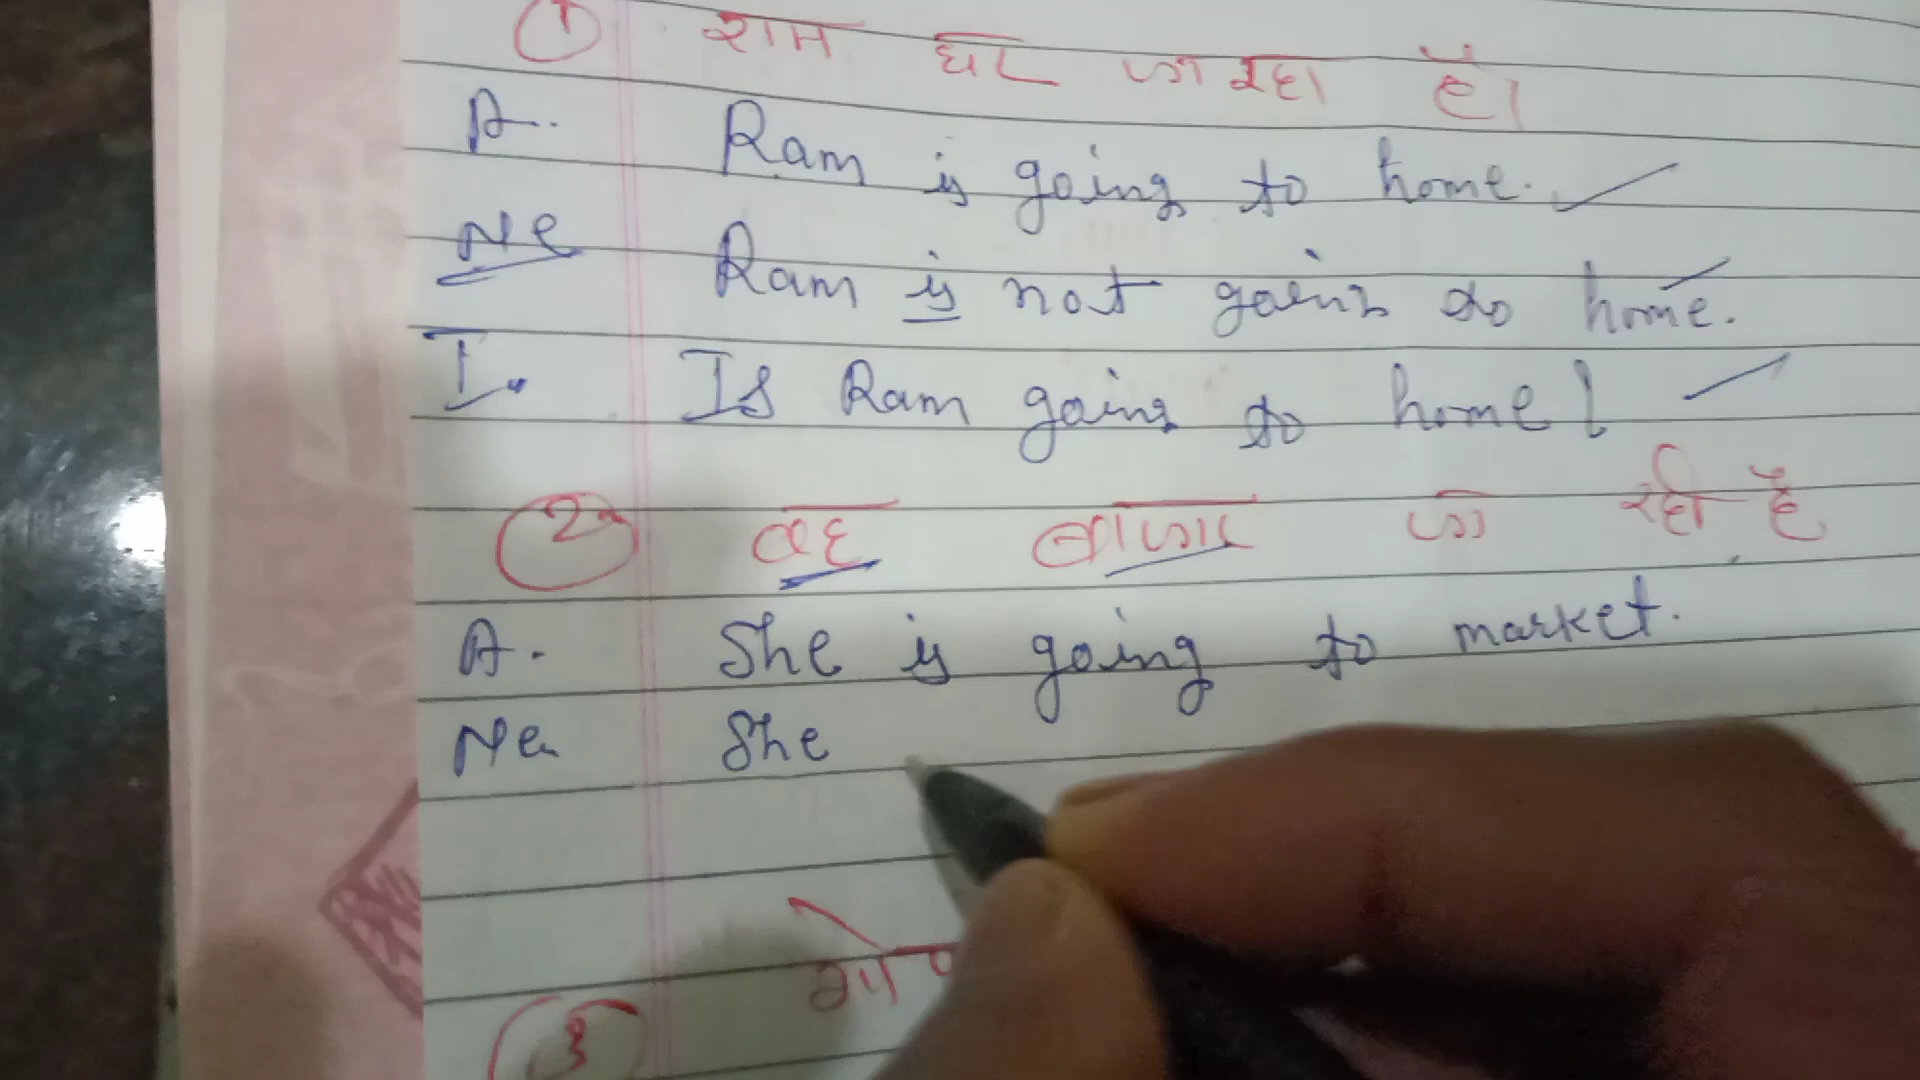 ① राम घर जा रहा है।
A. Ram is going to home.
Ne Ram is not going to home.
I. Is Ram going to home?
② वह बाजार जा रही है
A. She is going to market.
Ne. She
③